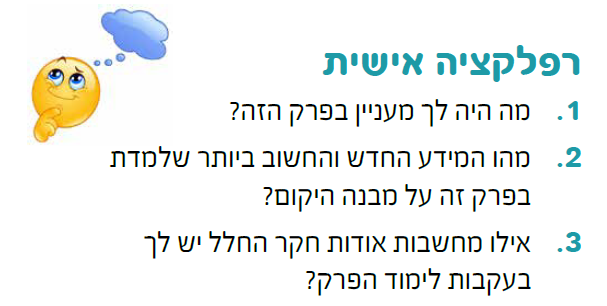 רפלקציה אישית
1. מה היה לך מעניין בפרק הזה?
2. מהו המידע החדש והחשוב ביותר שלמדת
בפרק זה על מבנה היקום?
3. אילו מחשבות אודות חקר החלל יש לך
בעקבות לימוד הפרק?